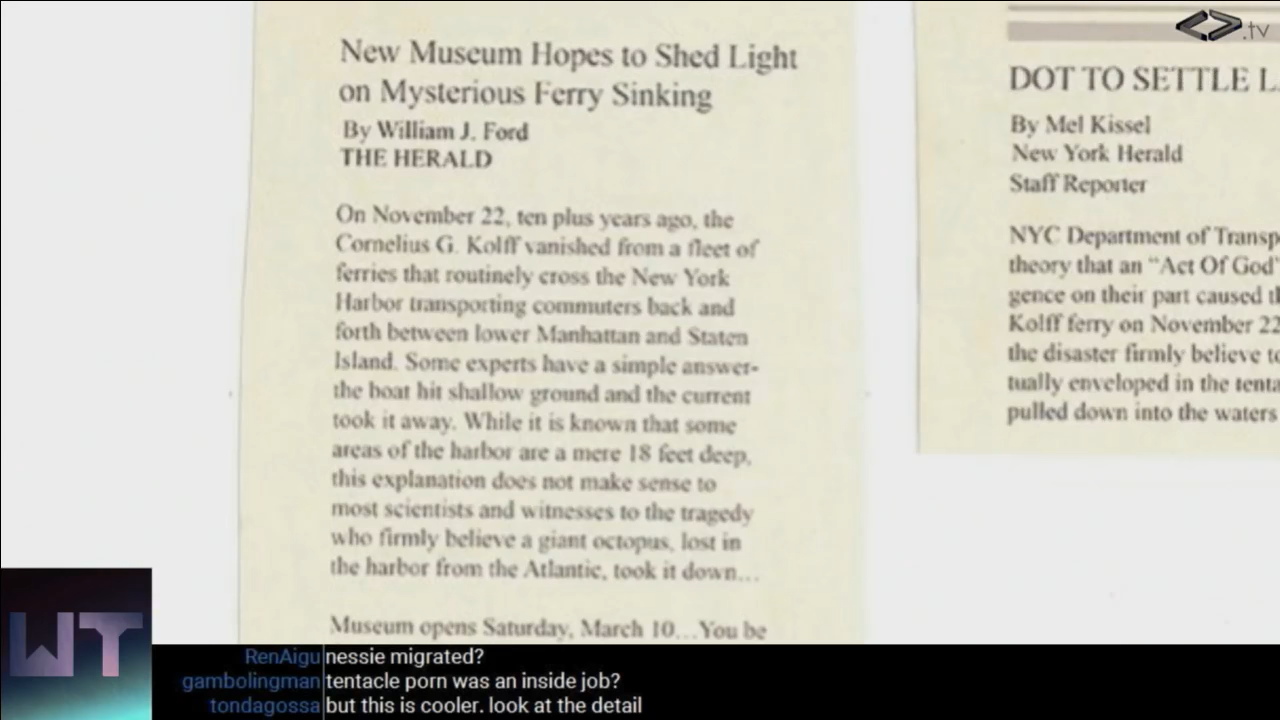 <>.tv
New Museum Hopes to Shed Light
on Mysterious Ferry Sinking
By William J. Ford
THE HERALD
On November 22, ten plus years ago, the
Cornelius G. Kolff vanished from a fleet of
ferries that routinely cross the New York
Harbor transporting commuters back and
forth between lower Manhattan and Staten
Island. Some experts have a simple answer-
the boat hit shallow ground and the current
took it away. While it is known that some
areas of the harbor are a mere 18 feet deep,
this explanation does not make sense to
most scientists and witnesses to the tragedy
who firmly believe a giant octopus, lost in
the harbor from the Atlantic, took it down…
Museum opens Saturday, March 10…You be
DOT TO SETTLE
By Mel Kissel
New York Herald
Staff Reporter
NYC Department of Transp
theory that an “Act Of God”
gence on their part caused
Kolff ferry on November 22
the disaster firmly believe
tually enveloped in the tenta
pulled down into the waters
WT
RenAigu nessie migrated?
gambolingman tentacle porn was an inside job?
tondagossa but this is cooler. look at the detail